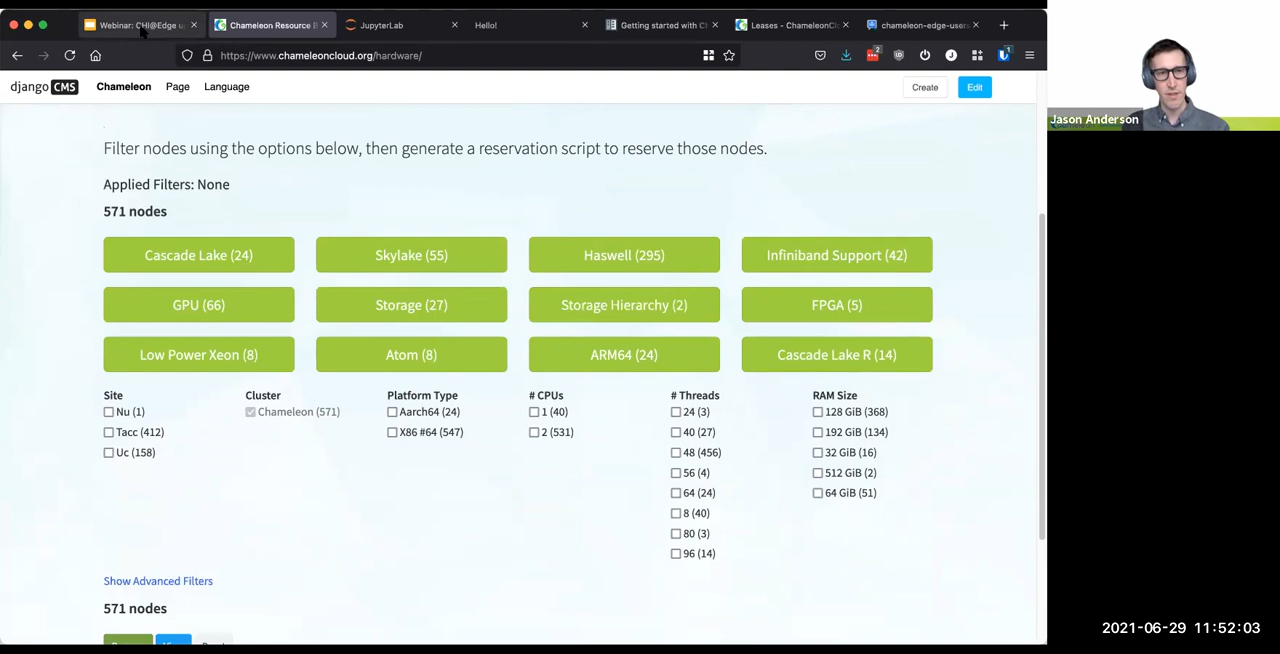 Webinar: CHI@Edge u
Chameleon Resource B
JupyterLab
Hello!
Getting started with C
Leases - ChameleonCl
chameleon-edge-users
https://www.chameleoncloud.org/hardware/
2
1
django CMS
Chameleon
Page
Language
Create
Edit
Jason Anderson
Filter nodes using the options below, then generate a reservation script to reserve those nodes.
Applied Filters: None
571 nodes
Cascade Lake (24)
Skylake (55)
Haswell (295)
Infiniband Support (42)
GPU (66)
Storage (27)
Storage Hierarchy (2)
FPGA (5)
Low Power Xeon (8)
Atom (8)
ARM64 (24)
Cascade Lake R (14)
Site
Nu (1)
Tacc (412)
Uc (158)
Cluster
Chameleon (571)
Platform Type
Aarch64 (24)
X86 #64 (547)
# CPUs
1 (40)
2 (531)
# Threads
24 (3)
40 (27)
48 (456)
56 (4)
64 (24)
8 (40)
80 (3)
96 (14)
RAM Size
128 GiB (368)
192 GiB (134)
32 GiB (16)
512 GiB (2)
64 GiB (51)
Show Advanced Filters
571 nodes
2021-06-29 11:52:03